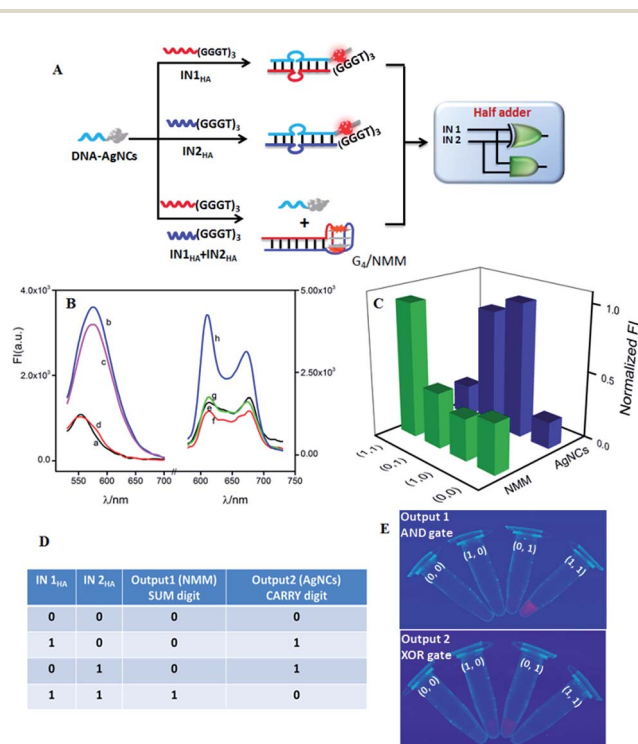 A
(GGGT)3
IN1HA
(GGGT)3
DNA-AgNCs
(GGGT)3
IN2HA
(GGGT)3
(GGGT)3
(GGGT)3
IN1HA+IN2HA
+
G4/NMM
Half adder
IN 1
IN 2
B
4.0x10³
2.0x10³
0.0
FI(a.u.)
5.00x10³
2.50x10³
0.00
b
c
d
a
h
g
e
f
550 600 650 700 600 650 700 730
λ/nm λ/nm
C
1.0
0.5
0.0
Normalized FI
(1,1)
(0,1)
(1,0)
(0,0)
NMM
AgNCs
D
IN 1HA IN 2HA Output1 (NMM) Output2 (AgNCs)
SUM digit CARRY digit
0 0 0 0
1 0 0 1
0 1 0 1
1 1 1 0
E
Output 1
AND gate
(0, 0)
(1, 0)
(0, 1)
(1, 1)
Output 2
XOR gate
(0, 0)
(1, 0)
(0, 1)
(1, 1)